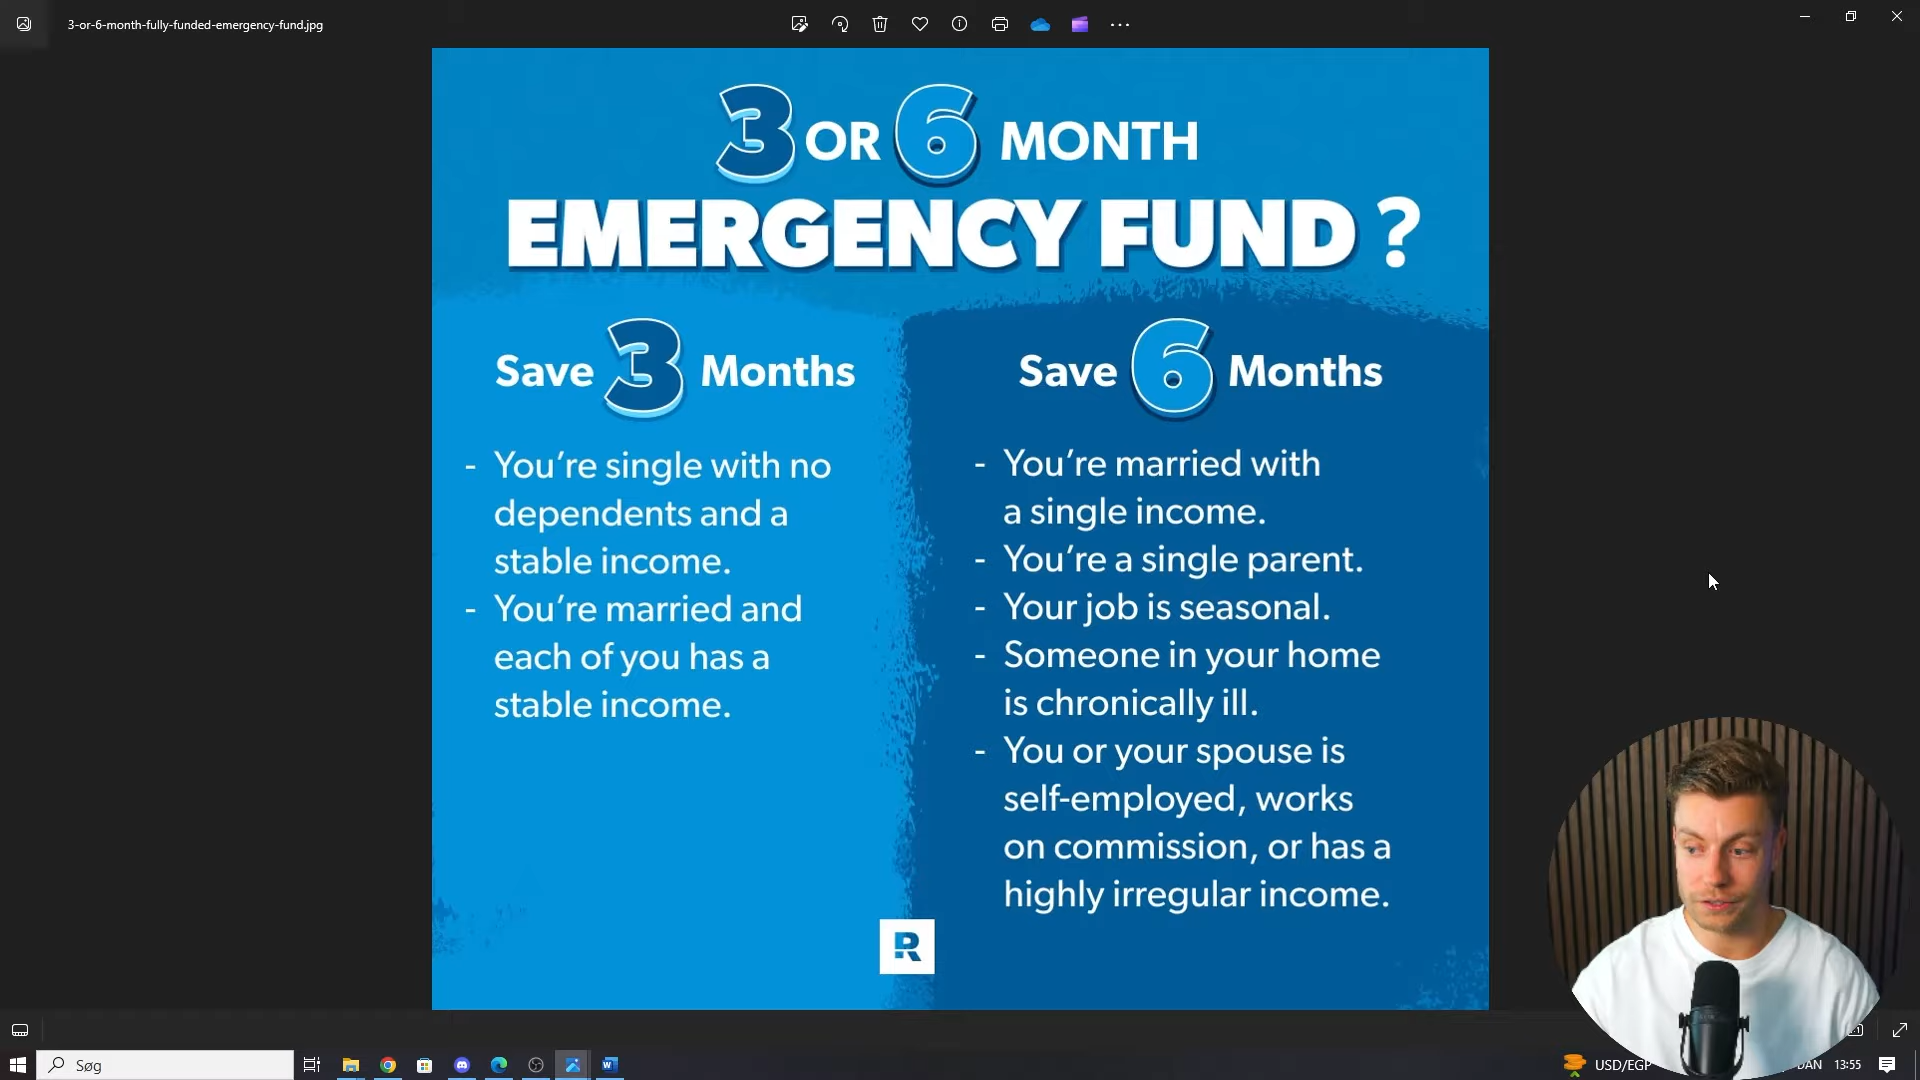 3-or-6-month-fully-funded-emergency-fund.jpg
3 OR 6 MONTH
EMERGENCY FUND ?
Save 3 Months
- You're single with no
dependents and a
stable income.
- You're married and
each of you has a
stable income.
Save 6 Months
- You're married with
a single income.
- You're a single parent.
- Your job is seasonal.
- Someone in your home
is chronically ill.
- You or your spouse is
self-employed, works
on commission, or has a
highly irregular income.
R
Søg
USD/EGP
DAN
13:55